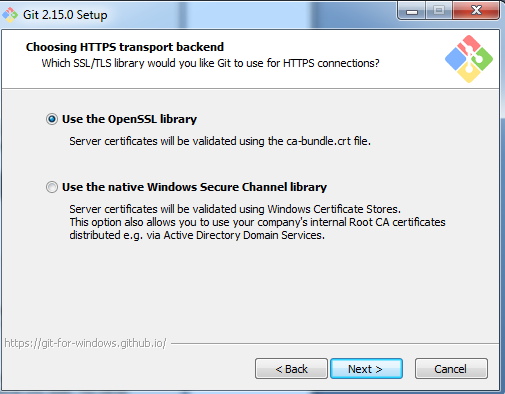 Git 2.15.0 Setup
Choosing HTTPS transport backend
Which SSL/TLS library would you like Git to use for HTTPS connections?
Use the OpenSSL library
Server certificates will be validated using the ca-bundle.crt file.
Use the native Windows Secure Channel library
Server certificates will be validated using Windows Certificate Stores.
This option also allows you to use your company's internal Root CA certificates
distributed e.g. via Active Directory Domain Services.
https://git-for-windows.github.io/
< Back
Next >
Cancel